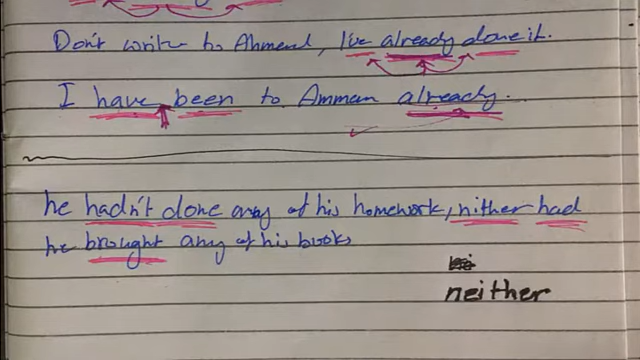 Don't write to Ahmend, I've already done it.
I have been to Amman already.
he hadn't done any of his homework, nither had
he brought any of his books
neither